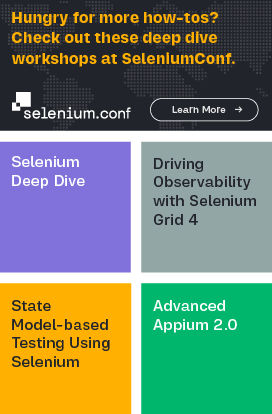 Hungry for more how-tos?
Check out these deep dive
workshops at SeleniumConf.
selenium.conf
Learn More →
Selenium
Deep Dive
Driving
Observability
with Selenium
Grid 4
State
Model-based
Testing Using
Selenium
Advanced
Appium 2.0